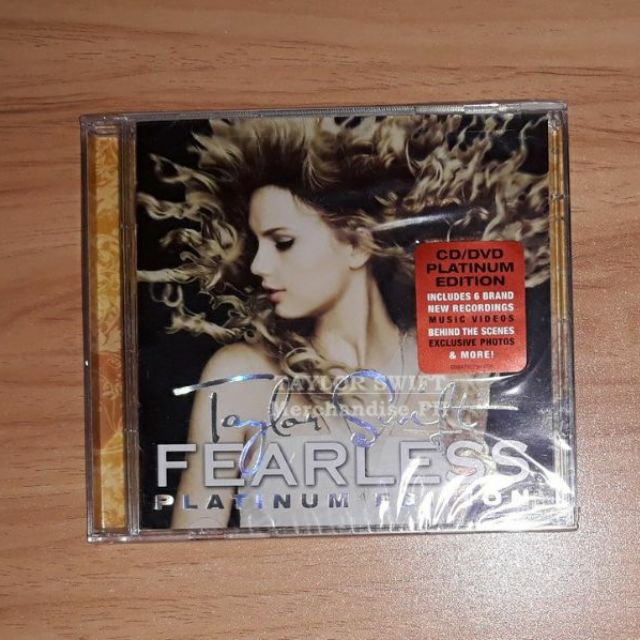 CD/DVD
PLATINUM
EDITION
INCLUDES 6 BRAND
NEW RECORDINGS
MUSIC VIDEOS
BEHIND THE SCENES
EXCLUSIVE PHOTOS
& MORE!
TAYLOR SWIFT
Merchandise PH
Taylor Swift
FEARLESS
PLATINUM EDITION